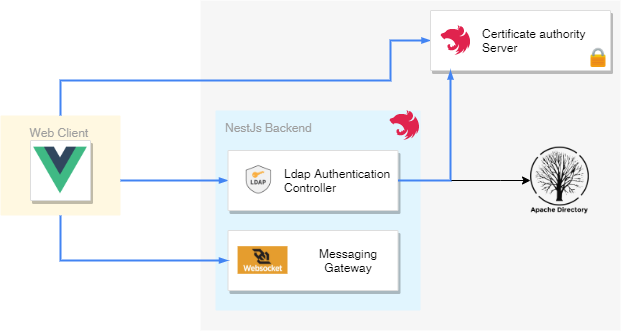 Certificate authority
Server
NestJs Backend
Web Client
LDAP
Ldap Authentication
Controller
Apache Directory
Websocket
Messaging
Gateway